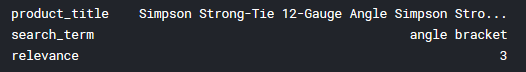 product_title Simpson Strong-Tie 12-Gauge Angle Simpson Stro...
search_term angle bracket
relevance 3